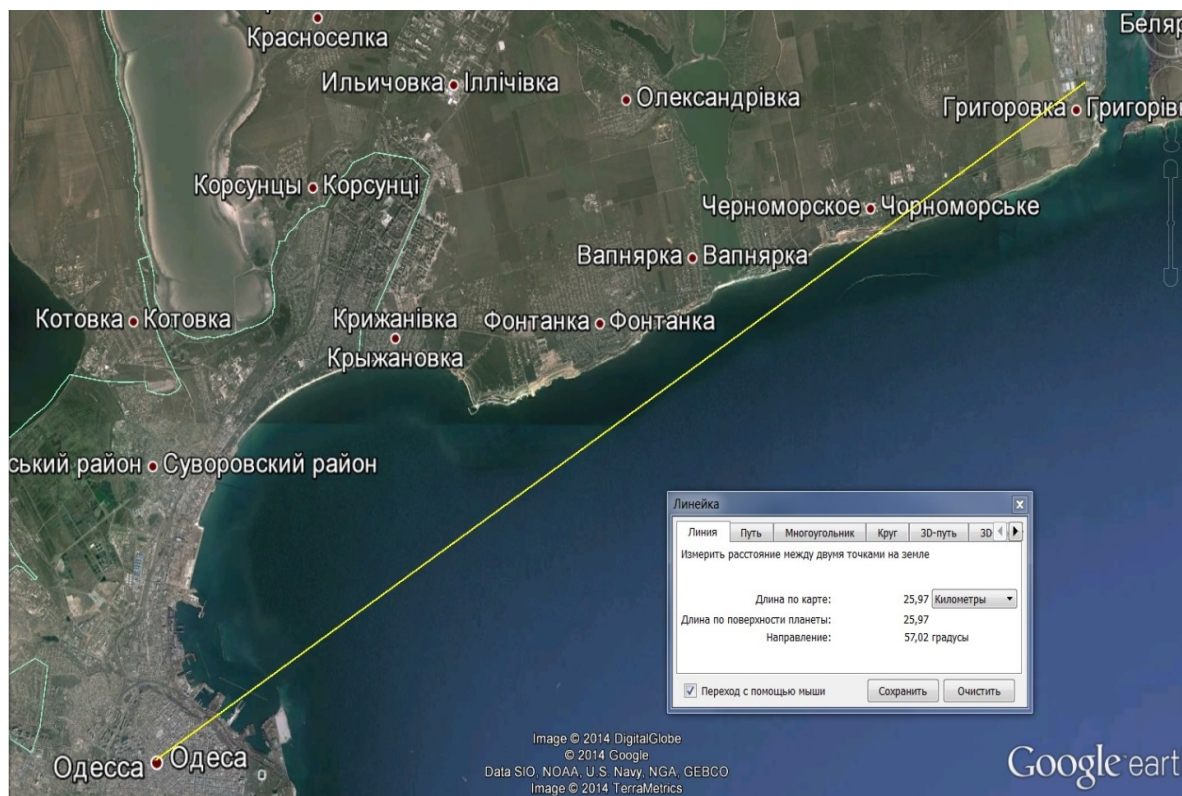 Беляр
Красноселка
Ильичовка Іллічівка
Олександрівка
Григоровка Григорівк
Корсунцы Корсунці
Черноморское Чорноморське
Вапнярка Вапнярка
Котовка Котовка
Крижанівка
Крыжановка
Фонтанка Фонтанка
ський район Суворовский район
Линейка
Линия Путь Многоугольник Круг 3D-путь 3D
Измерить расстояние между двумя точками на земле
Длина по карте: 25,97 Километры
Длина по поверхности планеты: 25,97
Направление: 57,02 градусы
Переход с помощью мыши Сохранить Очистить
Одесса Одеса
Image © 2014 DigitalGlobe
© 2014 Google
Data SIO, NOAA, U.S. Navy, NGA, GEBCO
Image © 2014 TerraMetrics
Google eart